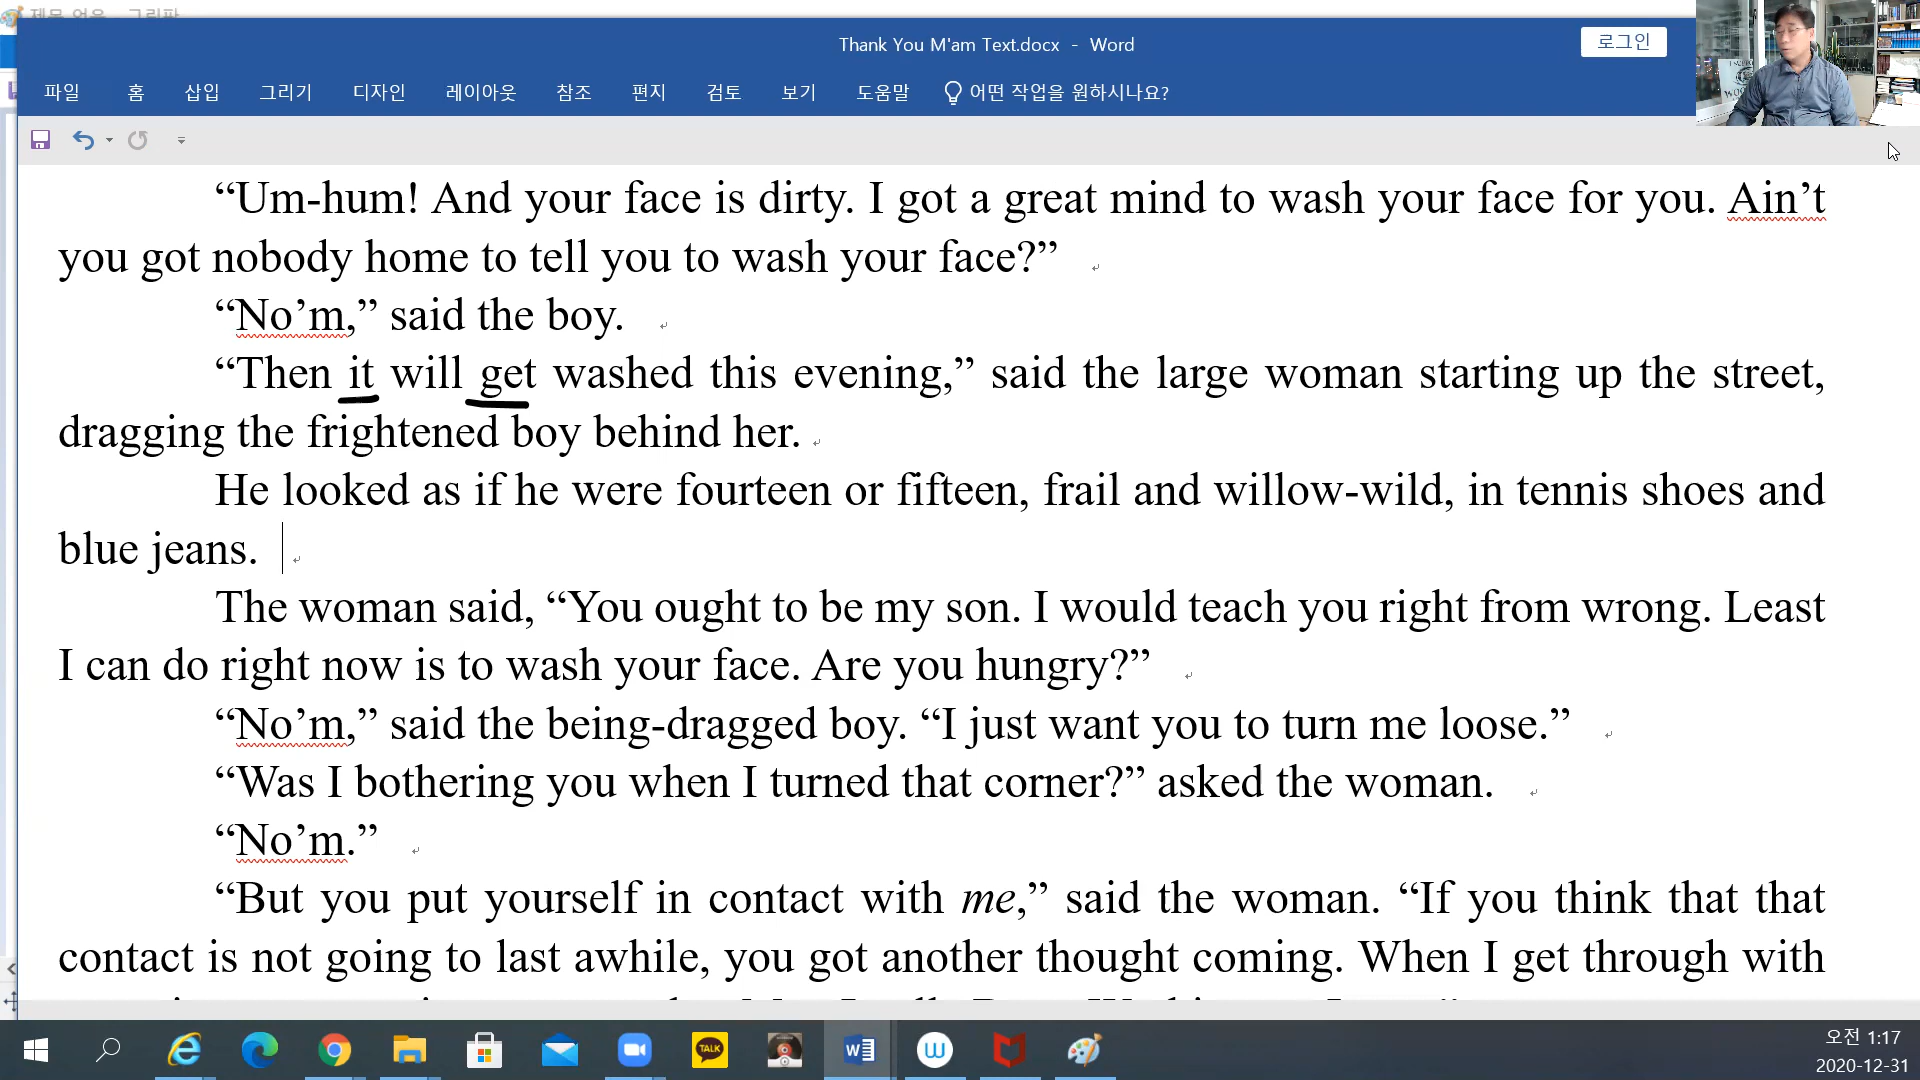 제목 없음 - 그림판
Thank You M'am Text.docx - Word
로그인
파일 홈 삽입 그리기 디자인 레이아웃 참조 편지 검토 보기 도움말 어떤 작업을 원하시나요?
“Um-hum! And your face is dirty. I got a great mind to wash your face for you. Ain’t
you got nobody home to tell you to wash your face?”
“No’m,” said the boy.
“Then it will get washed this evening,” said the large woman starting up the street,
dragging the frightened boy behind her.
He looked as if he were fourteen or fifteen, frail and willow-wild, in tennis shoes and
blue jeans.
The woman said, “You ought to be my son. I would teach you right from wrong. Least
I can do right now is to wash your face. Are you hungry?”
“No’m,” said the being-dragged boy. “I just want you to turn me loose.”
“Was I bothering you when I turned that corner?” asked the woman.
“No’m.”
“But you put yourself in contact with me,” said the woman. “If you think that that
contact is not going to last awhile, you got another thought coming. When I get through with
TALK
오전 1:17
2020-12-31